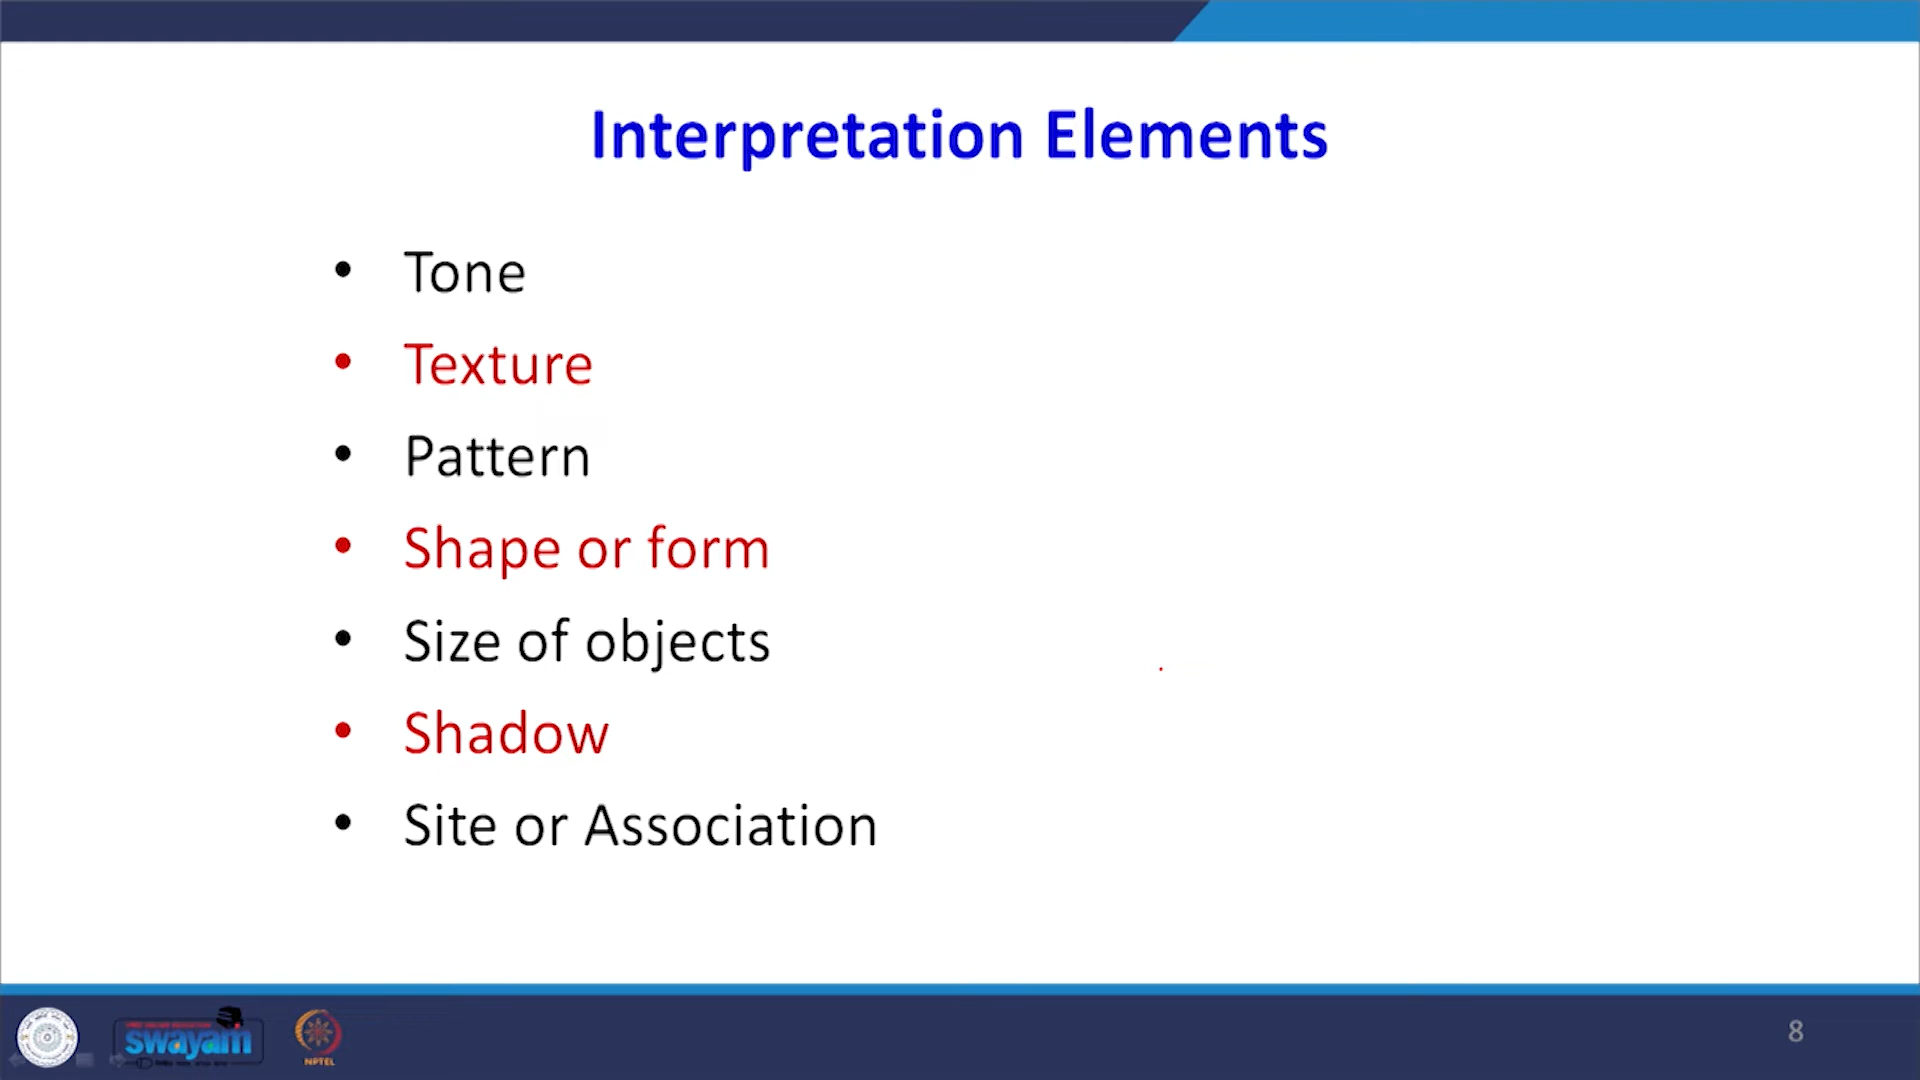 Interpretation Elements
• Tone
• Texture
• Pattern
• Shape or form
• Size of objects
• Shadow
• Site or Association
swayam
NPTEL
8